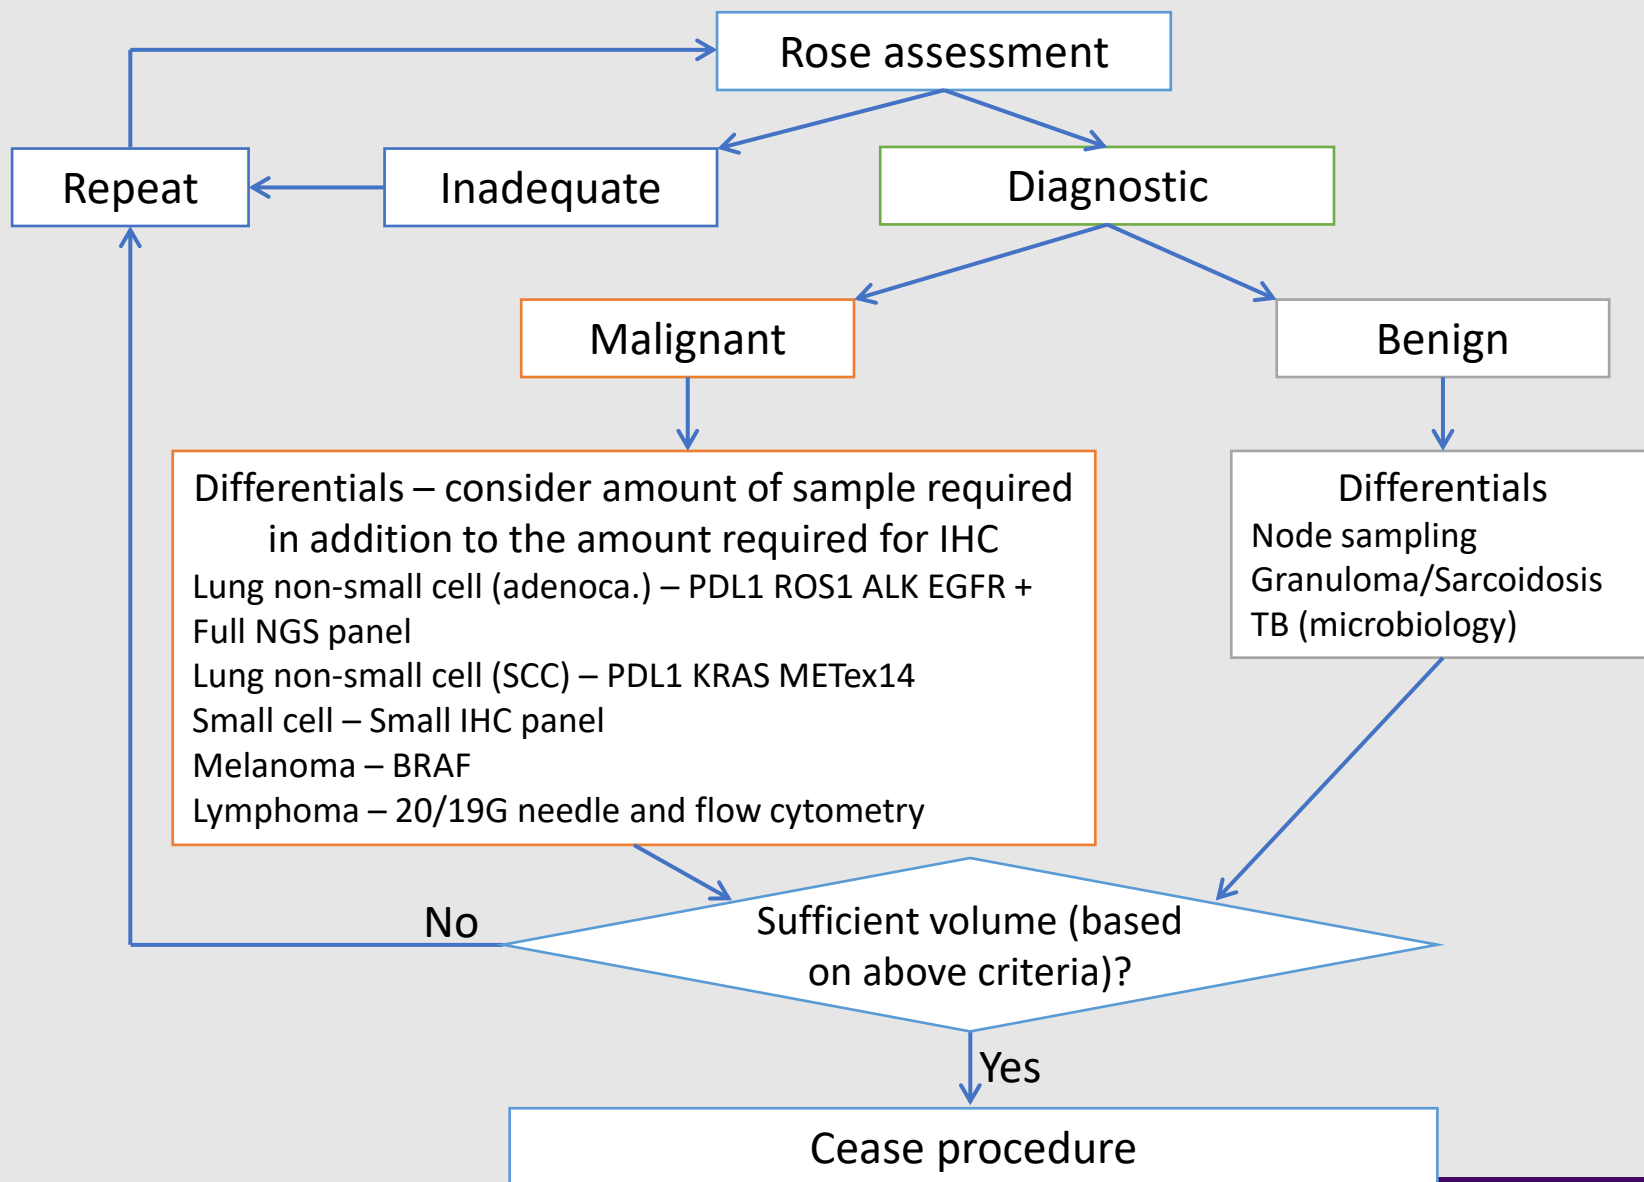 Rose assessment
Repeat
Inadequate
Diagnostic
Malignant
Benign
Differentials – consider amount of sample required
in addition to the amount required for IHC
Lung non-small cell (adenoca.) – PDL1 ROS1 ALK EGFR +
Full NGS panel
Lung non-small cell (SCC) – PDL1 KRAS METex14
Small cell – Small IHC panel
Melanoma – BRAF
Lymphoma – 20/19G needle and flow cytometry
Differentials
Node sampling
Granuloma/Sarcoidosis
TB (microbiology)
No
Sufficient volume (based
on above criteria)?
Yes
Cease procedure